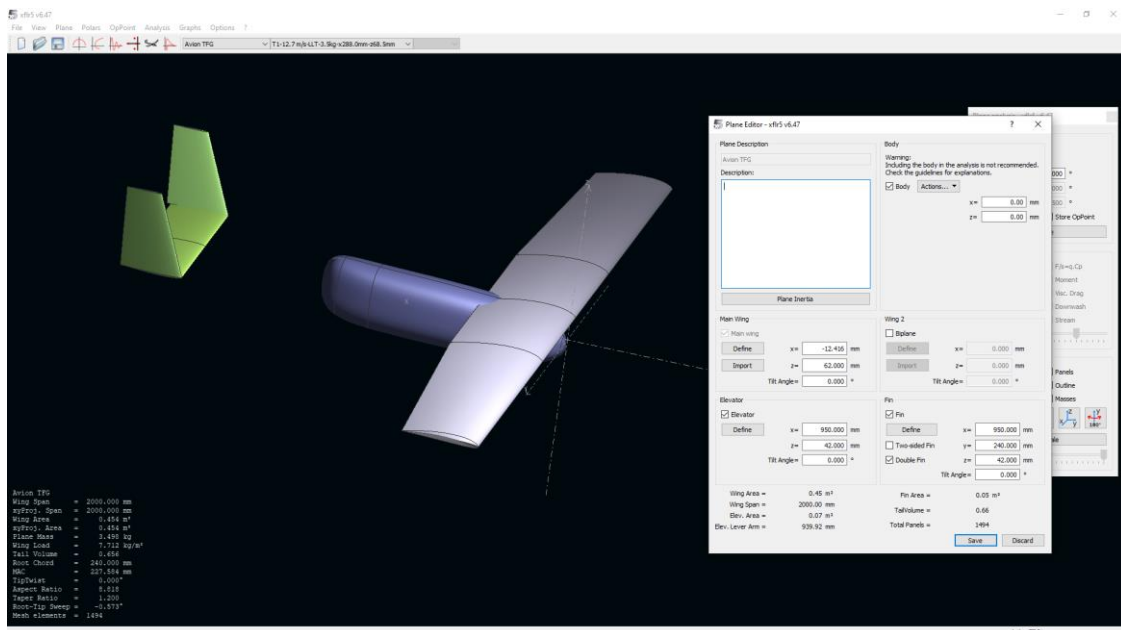 xflr5 v6.47
File View Plane Polars OpPoint Analysis Graphs Options ?
Avion TFG T1-12.7 m/s-LLT-3.5kg-x288.0mm-z68.5mm
Plane Editor - xflr5 v6.47 ? ×
Plane Description
Avion TFG
Description:
Plane Inertia
Body
Warning:
Including the body in the analysis is not recommended.
Check the guidelines for explanations.
Body Actions...
x= 0.00 mm
z= 0.00 mm
Main Wing
Main wing
Define x= -12.416 mm
Import z= 62.000 mm
Tilt Angle= 0.000 °
Wing 2
Biplane
Define x= 0.000 mm
Import z= 0.000 mm
Tilt Angle= 0.000 °
Elevator
Elevator
Define x= 950.000 mm
z= 42.000 mm
Tilt Angle= 0.000 °
Fin
Fin
Define x= 950.000 mm
Two-sided Fin y= 240.000 mm
Double Fin z= 42.000 mm
Tilt Angle= 0.000 °
Wing Area = 0.45 m²
Wing Span = 2000.00 mm
Elev. Area = 0.07 m²
Elev. Lever Arm = 939.92 mm
Fin Area = 0.05 m²
TailVolume = 0.66
Total Panels = 1494
Save Discard
Store OpPoint
F/s=q.Cp
Moment
Visc. Drag
Downwash
Stream
Panels
Outline
Masses
Avion TFG
Wing Span = 2000.000 mm
xyProj. Span = 2000.000 mm
Wing Area = 0.454 m²
xyProj. Area = 0.454 m²
Plane Mass = 3.498 kg
Wing Load = 7.712 kg/m²
Tail Volume = 0.656
Root Chord = 240.000 mm
MAC = 227.584 mm
TipTwist = 0.000°
Aspect Ratio = 8.818
Taper Ratio = 1.200
Root-Tip Sweep = -0.573°
Mesh elements = 1494